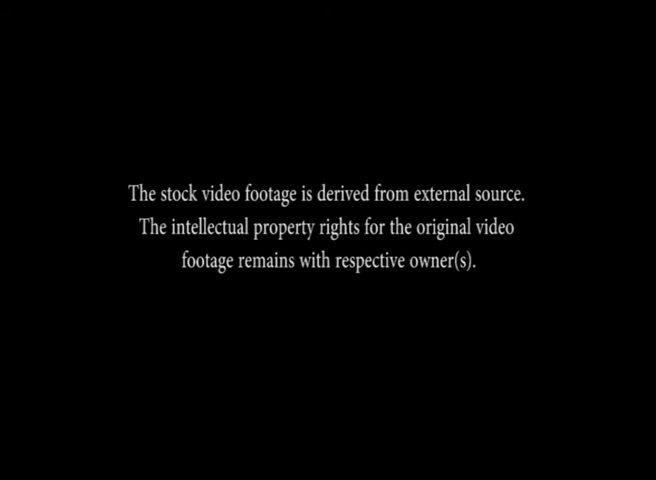 The stock video footage is derived from external source.
The intellectual property rights for the original video
footage remains with respective owner(s).